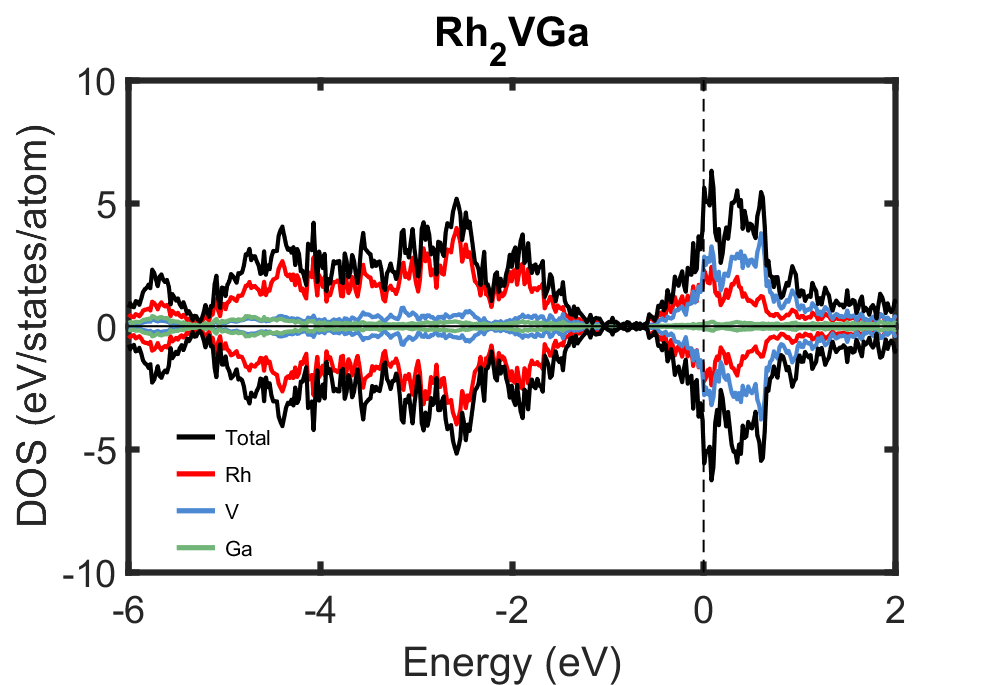 Rh₂VGa
DOS (eV/states/atom)
10
5
0
-5
-10
Total
Rh
V
Ga
-6 -4 -2 0 2
Energy (eV)